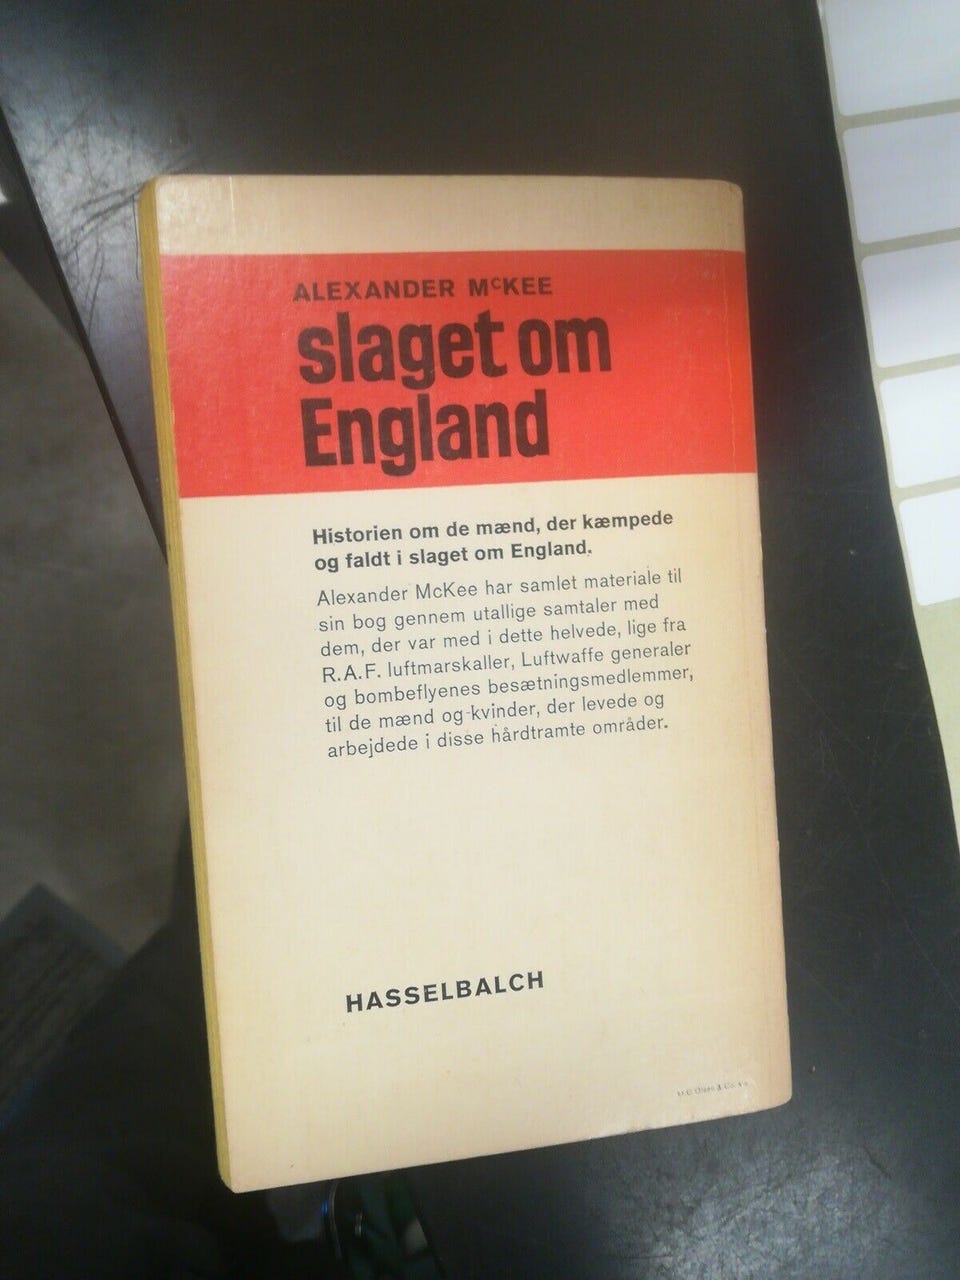 ALEXANDER McKEE
slaget om
England
Historien om de mænd, der kæmpede
og faldt i slaget om England.
Alexander McKee har samlet materiale til
sin bog gennem utallige samtaler med
dem, der var med i dette helvede, lige fra
R.A.F. luftmarskaller, Luftwaffe generaler
og bombeflyenes besætningsmedlemmer,
til de mænd og kvinder, der levede og
arbejdede i disse hårdtramte områder.
HASSELBALCH
Olsen & Co.